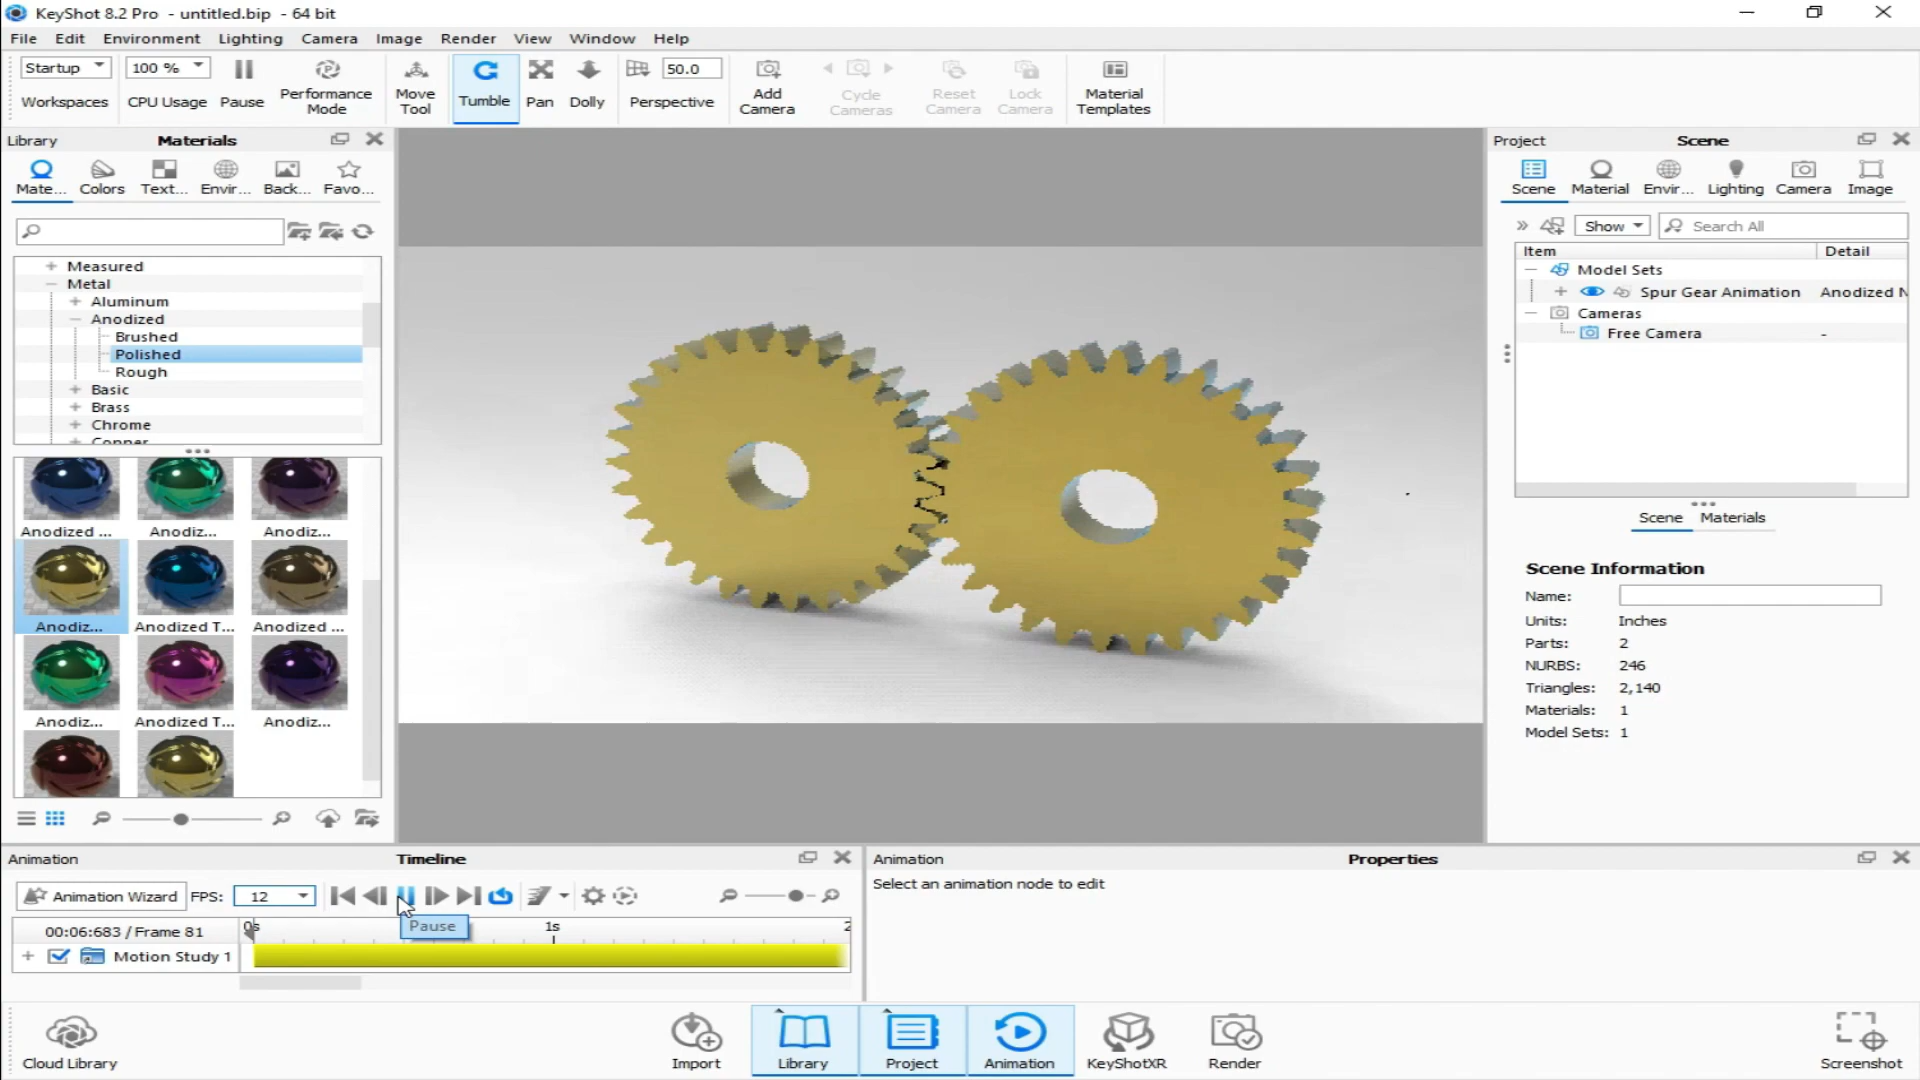 KeyShot 8.2 Pro - untitled.bip - 64 bit
File Edit Environment Lighting Camera Image Render View Window Help
Startup 100 % 50.0
Workspaces CPU Usage Pause Performance Mode Move Tool Tumble Pan Dolly Perspective Add Camera Cycle Cameras Reset Camera Lock Camera Material Templates
Library Materials
Mate... Colors Text... Envir... Back... Favo...
Measured
Metal
Aluminum
Anodized
Brushed
Polished
Rough
Basic
Brass
Chrome
Copper
Anodized ... Anodiz... Anodiz...
Anodiz... Anodized T... Anodized ...
Anodiz... Anodized T... Anodiz...
Project Scene
Scene Material Envir... Lighting Camera Image
Show Search All
Item Detail
Model Sets
Spur Gear Animation Anodized N
Cameras
Free Camera -
Scene Materials
Scene Information
Name:
Units: Inches
Parts: 2
NURBS: 246
Triangles: 2,140
Materials: 1
Model Sets: 1
Animation Timeline
Animation Wizard FPS: 12
Pause
00:06:683 / Frame 81 0s 1s 2
Motion Study 1
Animation Properties
Select an animation node to edit
Cloud Library Import Library Project Animation KeyShotXR Render Screenshot